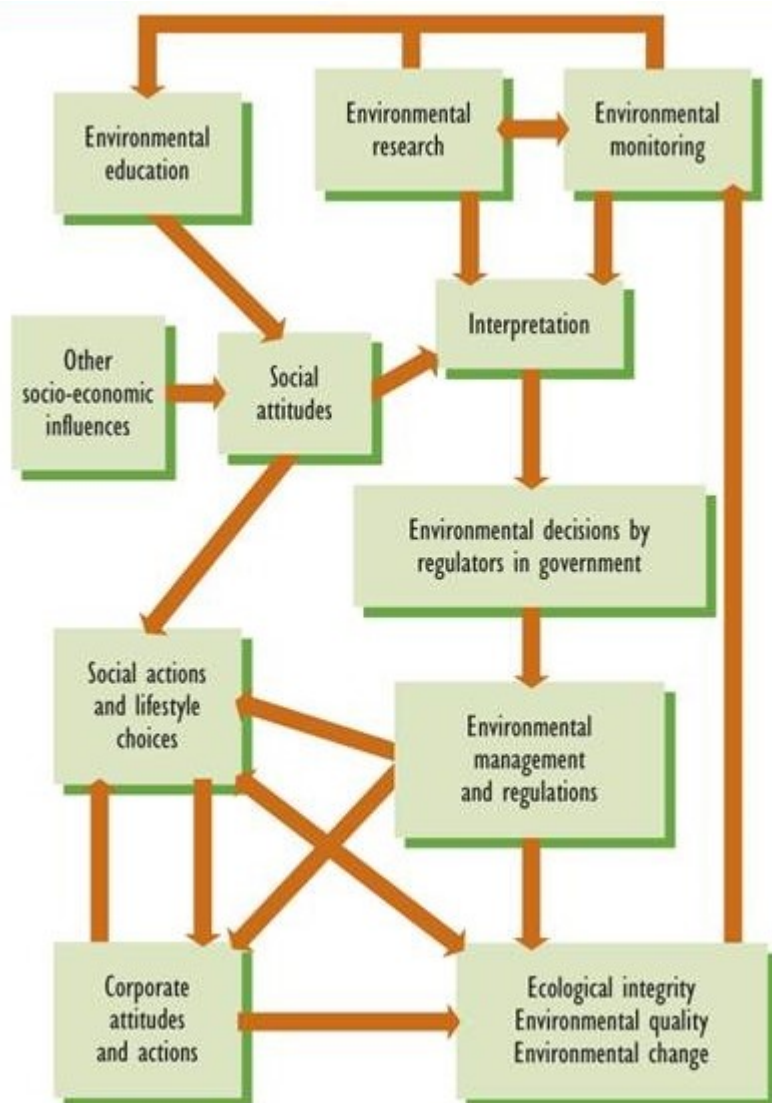 Environmental
education
Environmental
research
Environmental
monitoring
Interpretation
Other
socio-economic
influences
Social
attitudes
Environmental decisions by
regulators in government
Social actions
and lifestyle
choices
Environmental
management
and regulations
Corporate
attitudes
and actions
Ecological integrity
Environmental quality
Environmental change